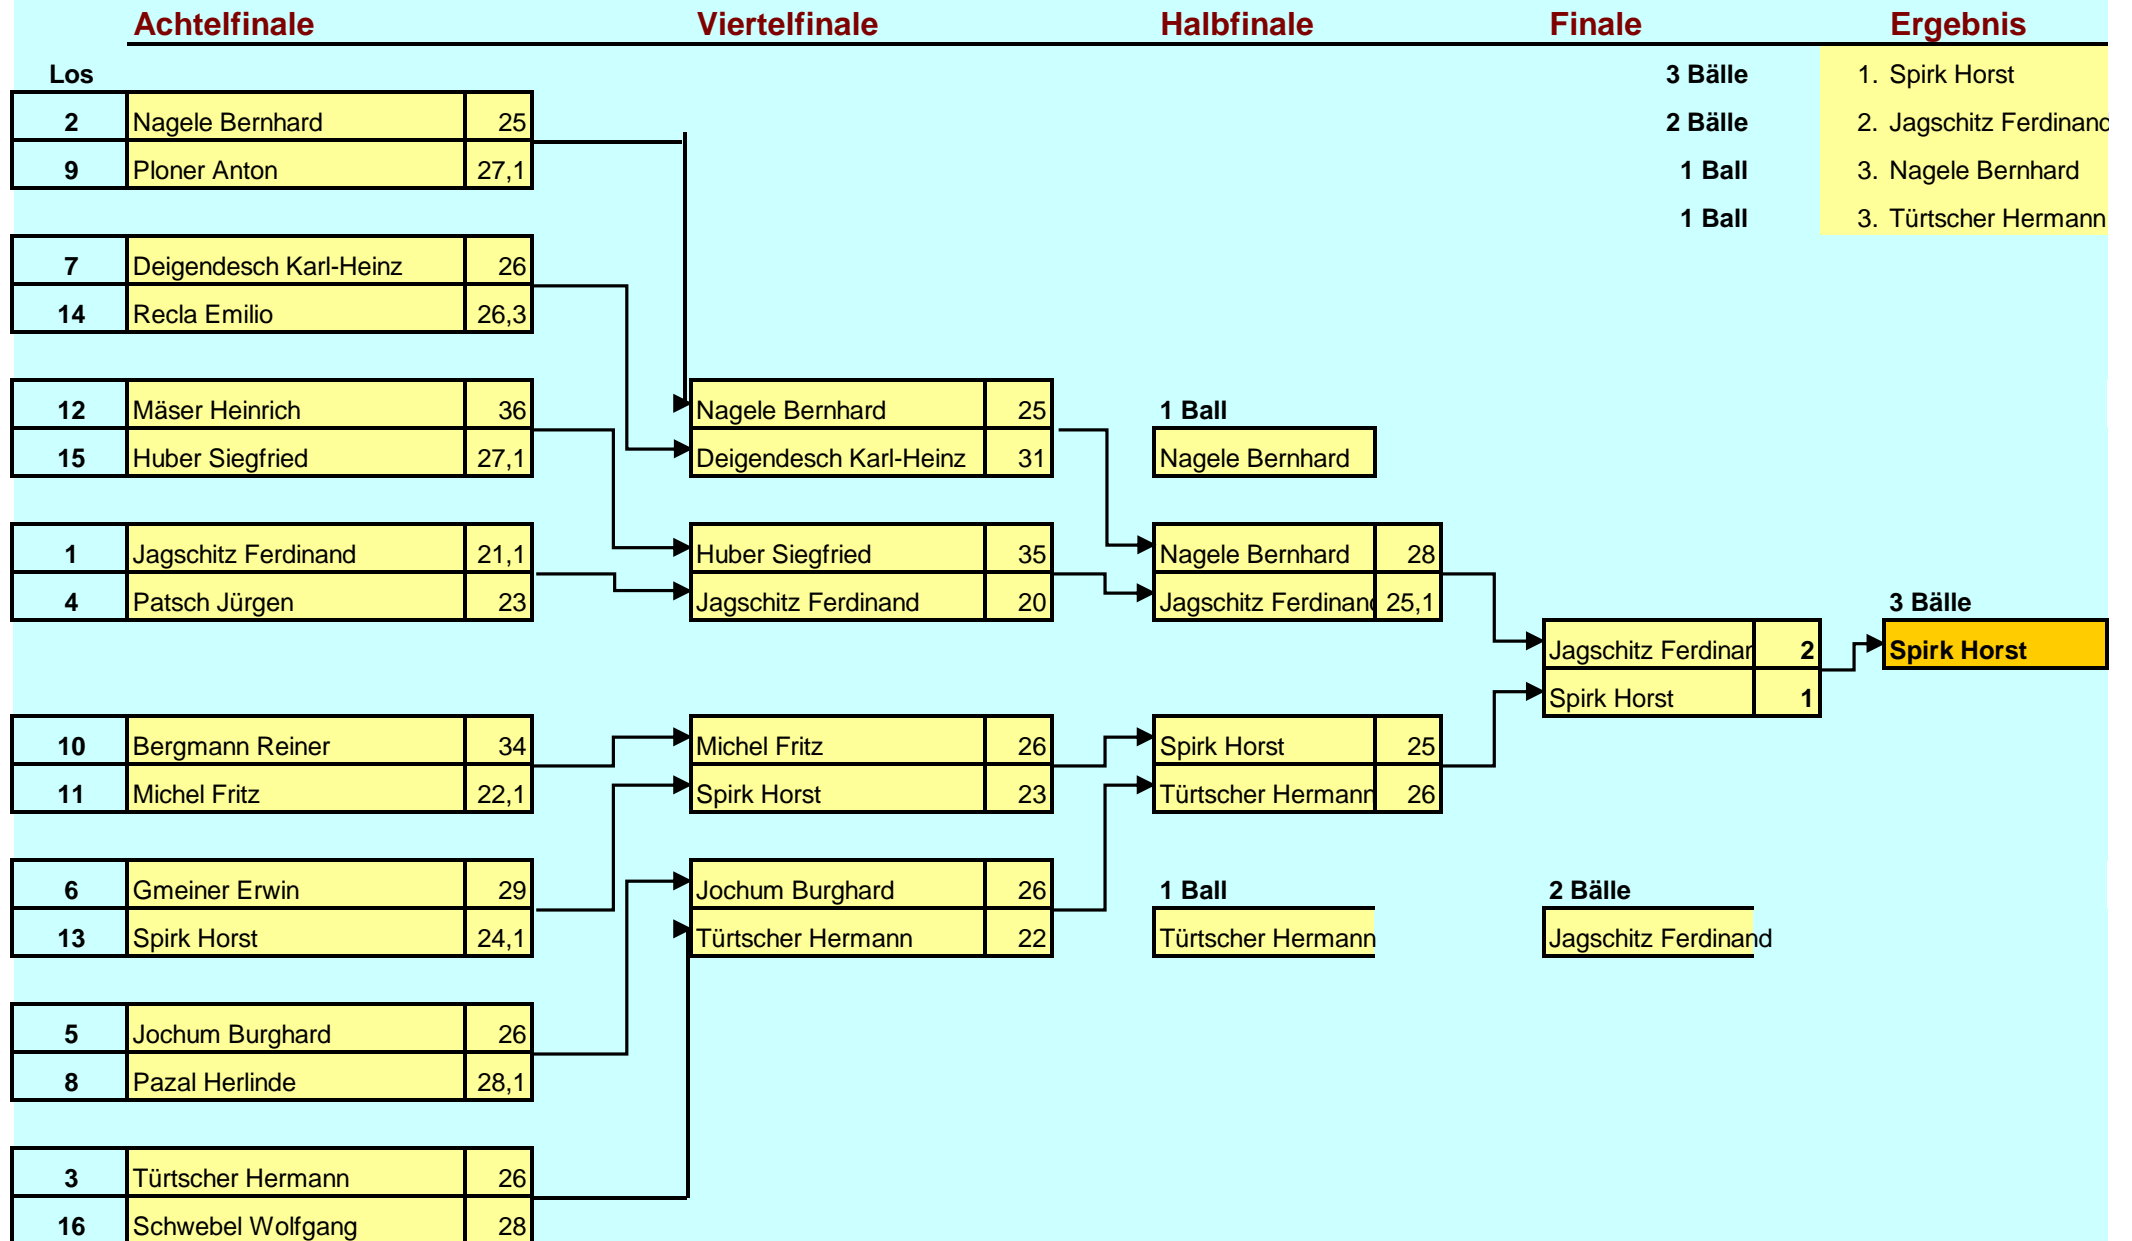 Achtelfinale Viertelfinale Halbfinale Finale Ergebnis
Los 3 Bälle 1. Spirk Horst
2 Nagele Bernhard 25 2 Bälle 2. Jagschitz Ferdinand
9 Ploner Anton 27,1 1 Ball 3. Nagele Bernhard
1 Ball 3. Türtscher Hermann
7 Deigendesch Karl-Heinz 26
14 Recla Emilio 26,3
12 Mäser Heinrich 36 Nagele Bernhard 25 1 Ball
15 Huber Siegfried 27,1 Deigendesch Karl-Heinz 31 Nagele Bernhard
1 Jagschitz Ferdinand 21,1 Huber Siegfried 35 Nagele Bernhard 28
4 Patsch Jürgen 23 Jagschitz Ferdinand 20 Jagschitz Ferdinand 25,1 3 Bälle
Jagschitz Ferdinar 2 Spirk Horst
Spirk Horst 1
10 Bergmann Reiner 34 Michel Fritz 26 Spirk Horst 25
11 Michel Fritz 22,1 Spirk Horst 23 Türtscher Hermann 26
6 Gmeiner Erwin 29 Jochum Burghard 26 1 Ball 2 Bälle
13 Spirk Horst 24,1 Türtscher Hermann 22 Türtscher Hermann Jagschitz Ferdinand
5 Jochum Burghard 26
8 Pazal Herlinde 28,1
3 Türtscher Hermann 26
16 Schwebel Wolfgang 28